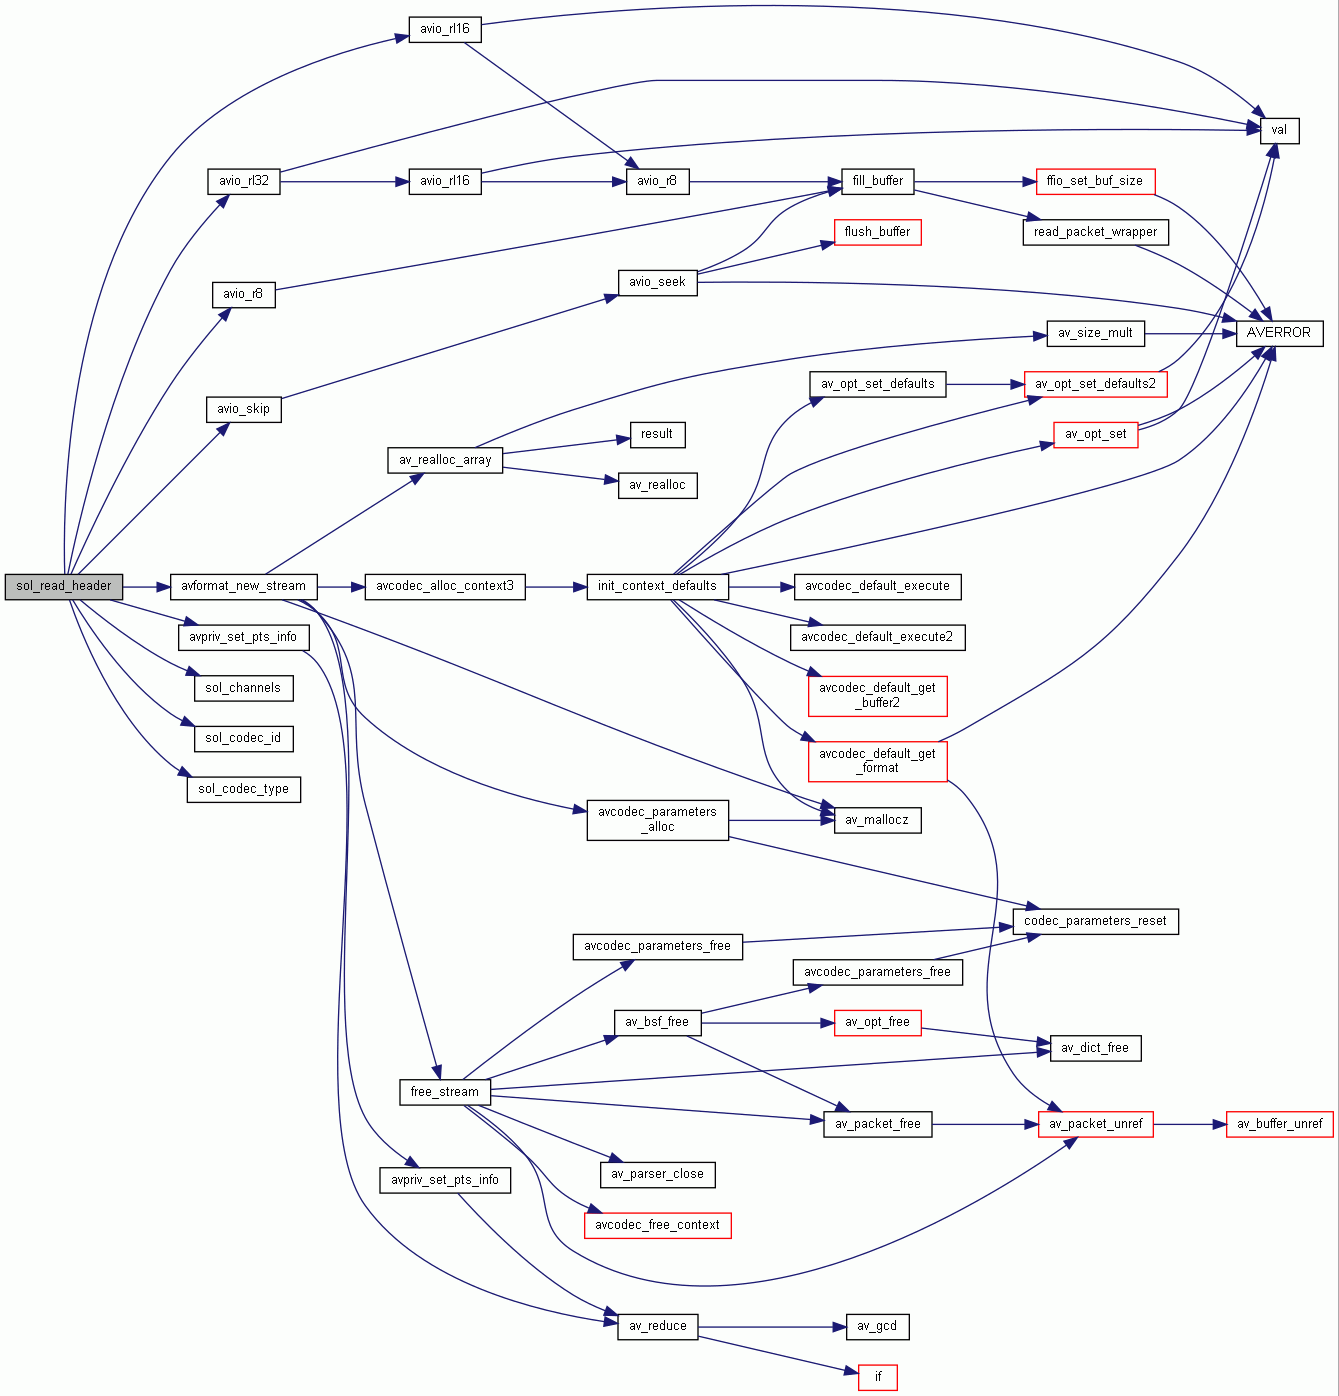 avio_rl16
val
avio_rl32
avio_rl16
avio_r8
fill_buffer
ffio_set_buf_size
flush_buffer
read_packet_wrapper
avio_r8
avio_seek
av_size_mult
AVERROR
av_opt_set_defaults
av_opt_set_defaults2
avio_skip
result
av_opt_set
av_realloc_array
av_realloc
sol_read_header
avformat_new_stream
avcodec_alloc_context3
init_context_defaults
avcodec_default_execute
avpriv_set_pts_info
avcodec_default_execute2
sol_channels
avcodec_default_get
_buffer2
sol_codec_id
avcodec_default_get
_format
sol_codec_type
avcodec_parameters
_alloc
av_mallocz
codec_parameters_reset
avcodec_parameters_free
avcodec_parameters_free
av_bsf_free
av_opt_free
av_dict_free
free_stream
av_packet_free
av_packet_unref
av_buffer_unref
av_parser_close
avpriv_set_pts_info
avcodec_free_context
av_reduce
av_gcd
if